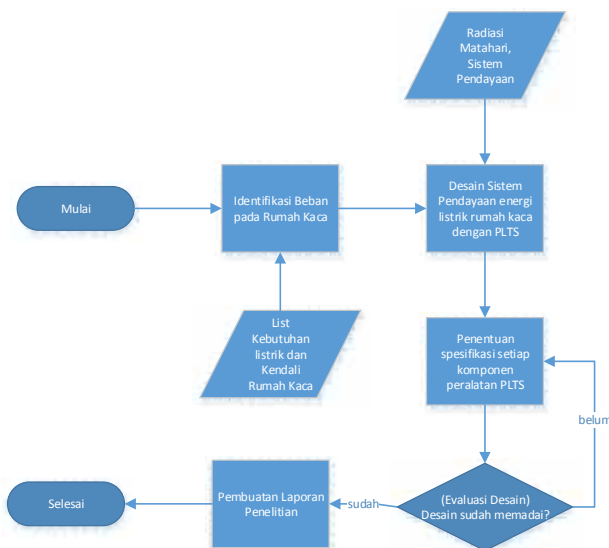 Radiasi
Matahari,
Sistem
Pendayaan
Mulai
Identifikasi Beban
pada Rumah Kaca
Desain Sistem
Pendayaan energi
listrik rumah kaca
dengan PLTS
List
Kebutuhan
listrik dan
Kendali
Rumah Kaca
Penentuan
spesifikasi setiap
komponen
peralatan PLTS
belum
(Evaluasi Desain)
Desain sudah memadai?
sudah
Pembuatan Laporan
Penelitian
Selesai